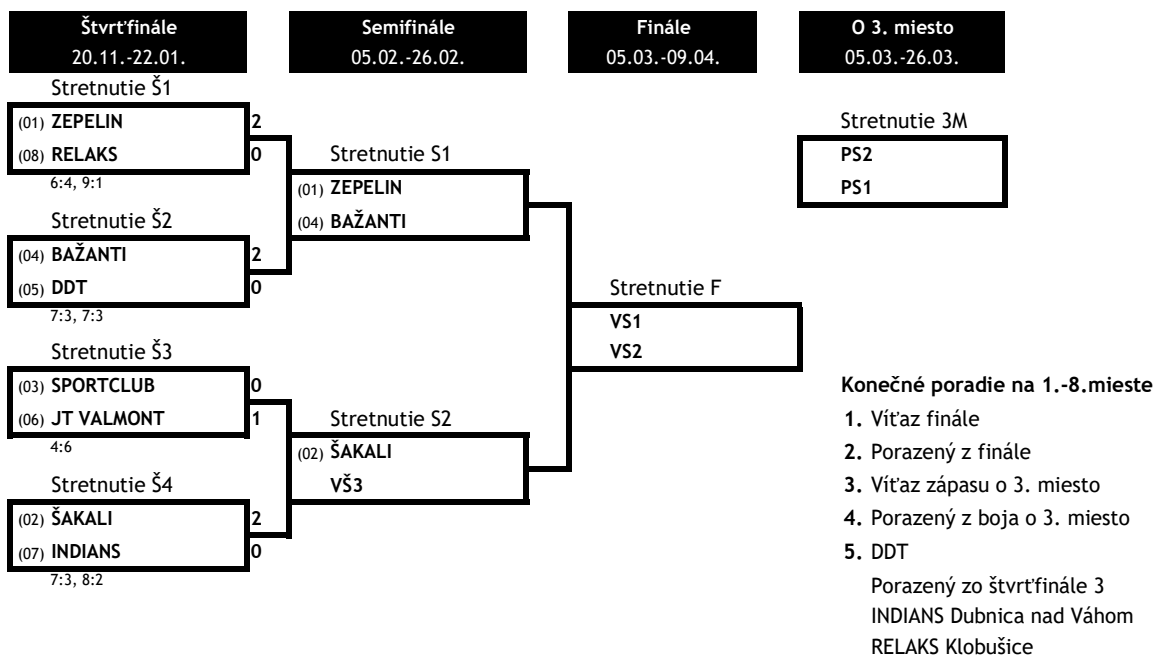 Štvrťfinále
20.11.-22.01.
Semifinále
05.02.-26.02.
Finále
05.03.-09.04.
O 3. miesto
05.03.-26.03.
Stretnutie Š1
(01) ZEPELIN 2
(08) RELAKS 0
6:4, 9:1
Stretnutie Š2
(04) BAŽANTI 2
(05) DDT 0
7:3, 7:3
Stretnutie Š3
(03) SPORTCLUB 0
(06) JT VALMONT 1
4:6
Stretnutie Š4
(02) ŠAKALI 2
(07) INDIANS 0
7:3, 8:2
Stretnutie S1
(01) ZEPELIN
(04) BAŽANTI
Stretnutie S2
(02) ŠAKALI
VŠ3
Stretnutie F
VS1
VS2
Stretnutie 3M
PS2
PS1
Konečné poradie na 1.-8.mieste
1. Víťaz finále
2. Porazený z finále
3. Víťaz zápasu o 3. miesto
4. Porazený z boja o 3. miesto
5. DDT
Porazený zo štvrťfinále 3
INDIANS Dubnica nad Váhom
RELAKS Klobušice